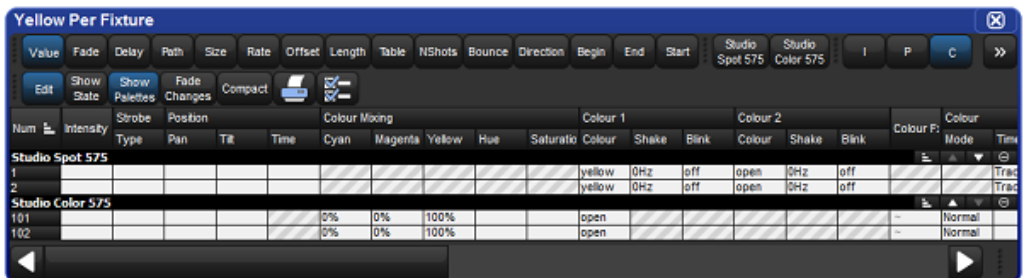 Yellow Per Fixture
Value Fade Delay Path Size Rate Offset Length Table NShots Bounce Direction Begin End Start Studio Spot 575 Studio Color 575 I P C »
Edit Show State Show Palettes Fade Changes Compact
Num Intensity Strobe Position Colour Mixing Colour 1 Colour 2 Colour F: Colour
Type Pan Tilt Time Cyan Magenta Yellow Hue Saturatio Colour Shake Blink Colour Shake Blink Mode Time
Studio Spot 575
1 yellow 0Hz off open 0Hz off Trac
2 yellow 0Hz off open 0Hz off Trac
Studio Color 575
101 0% 0% 100% open ~ Normal
102 0% 0% 100% open ~ Normal